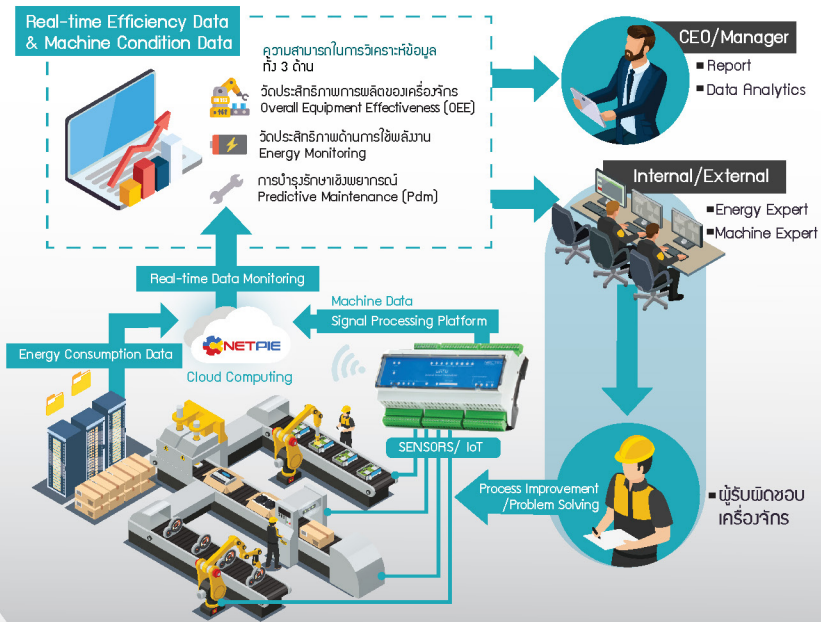 Real-time Efficiency Data
& Machine Condition Data
ความสามารถในการวิเคราะห์ข้อมูล
ทั้ง 3 ด้าน
วัดประสิทธิภาพการผลิตของเครื่องจักร
Overall Equipment Effectiveness (OEE)
วัดประสิทธิภาพด้านการใช้พลังงาน
Energy Monitoring
การบำรุงรักษาเชิงพยากรณ์
Predictive Maintenance (Pdm)
CEO/Manager
▪ Report
▪ Data Analytics
Internal/External
▪ Energy Expert
▪ Machine Expert
Real-time Data Monitoring
Machine Data
Signal Processing Platform
Energy Consumption Data
NETPIE
Cloud Computing
SENSORS/ IoT
Process Improvement
/Problem Solving
▪ ผู้รับผิดชอบ
เครื่องจักร